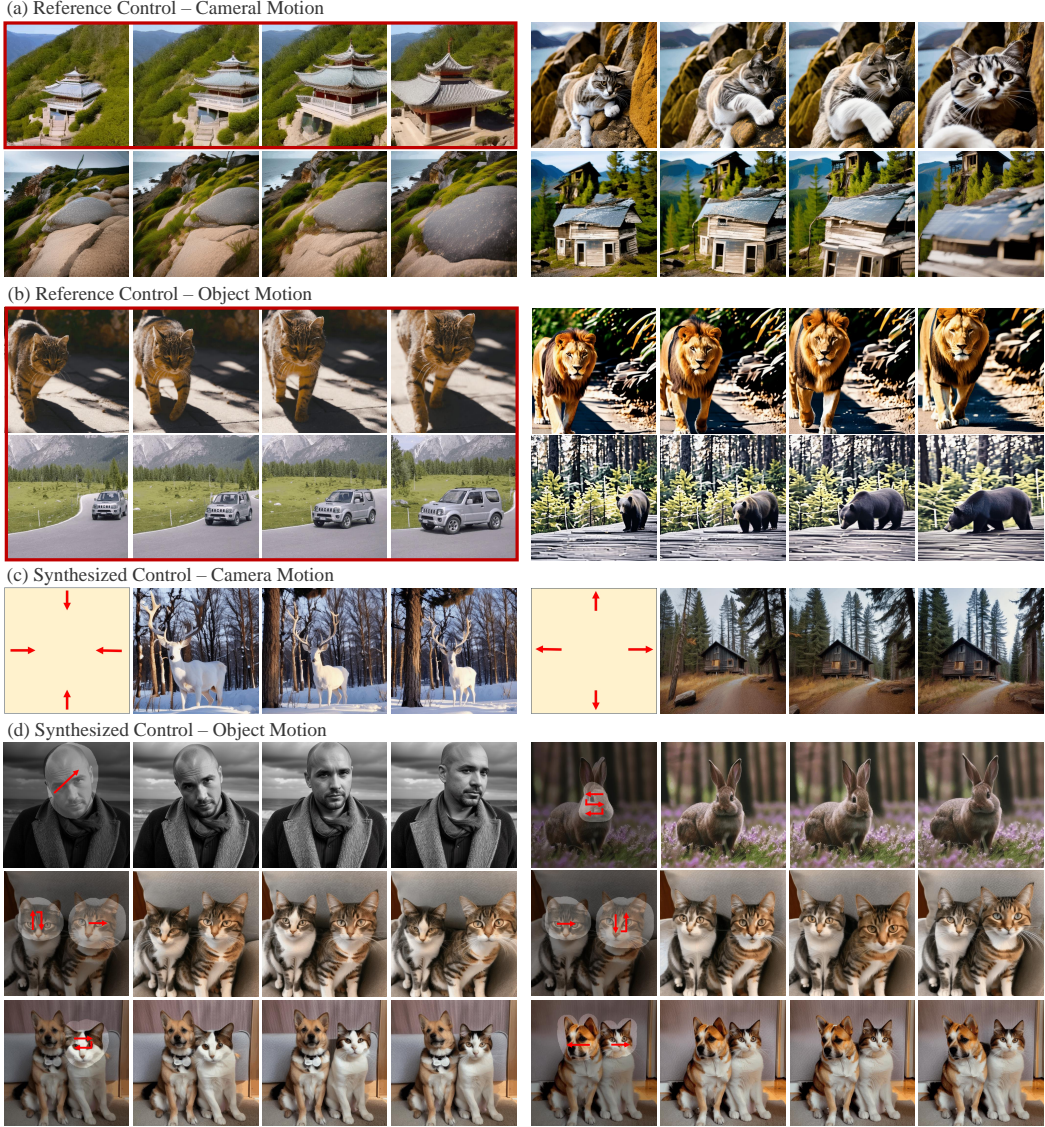 (a) Reference Control – Cameral Motion
(b) Reference Control – Object Motion
(c) Synthesized Control – Camera Motion
(d) Synthesized Control – Object Motion